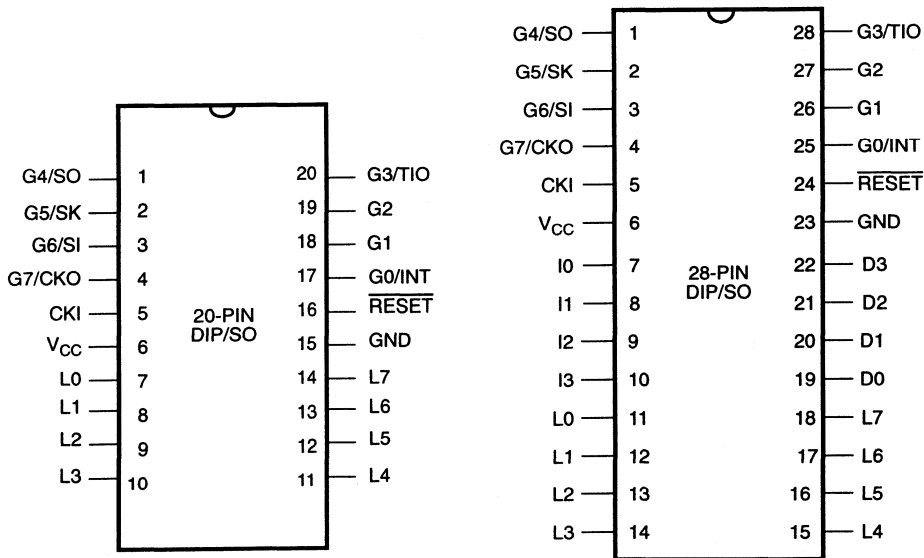 G4/SO 1 20 G3/TIO
G5/SK 2 19 G2
G6/SI 3 18 G1
G7/CKO 4 17 G0/INT
CKI 5 16 RESET
VCC 6 15 GND
L0 7 14 L7
L1 8 13 L6
L2 9 12 L5
L3 10 11 L4
20-PIN
DIP/SO
G4/SO 1 28 G3/TIO
G5/SK 2 27 G2
G6/SI 3 26 G1
G7/CKO 4 25 G0/INT
CKI 5 24 RESET
VCC 6 23 GND
I0 7 22 D3
I1 8 21 D2
I2 9 20 D1
I3 10 19 D0
L0 11 18 L7
L1 12 17 L6
L2 13 16 L5
L3 14 15 L4
28-PIN
DIP/SO